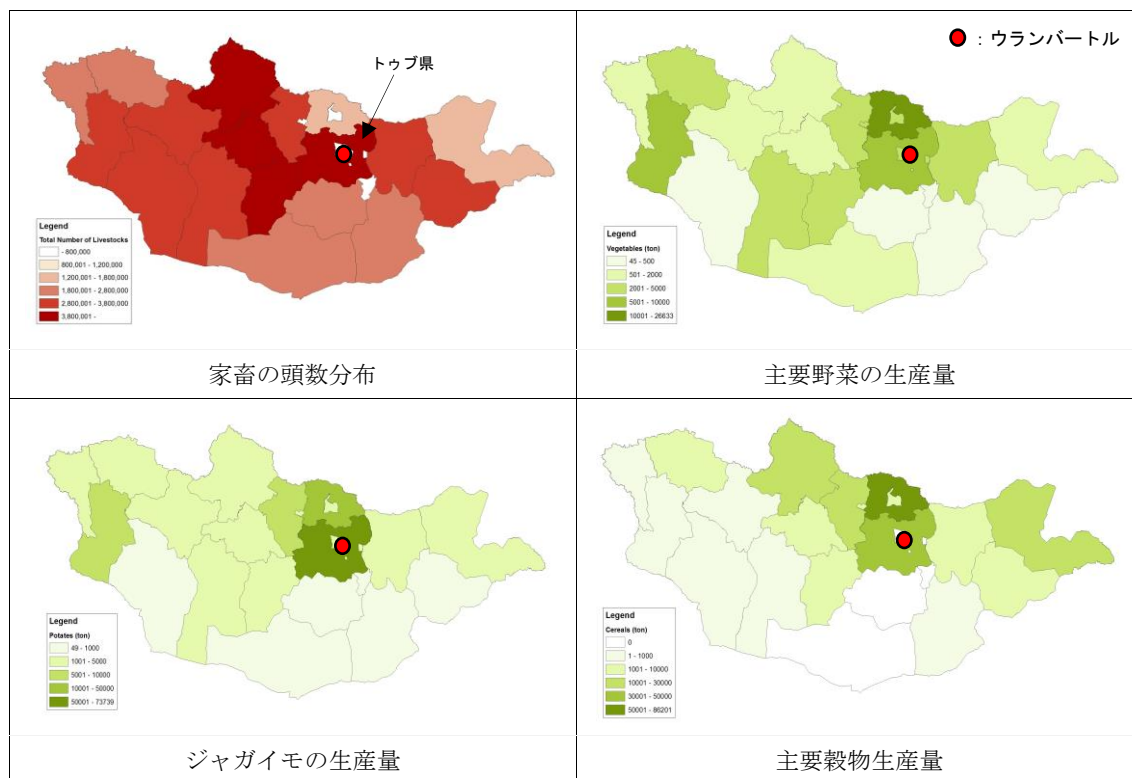 トゥブ県
Legend
Total Number of Livestocks
- 800,000
800,001 - 1,200,000
1,200,001 - 1,800,000
1,800,001 - 2,800,000
2,800,001 - 3,800,000
3,800,001 -
家畜の頭数分布
：ウランバートル
Legend
Vegetables (ton)
45 - 500
501 - 2000
2001 - 5000
5001 - 10000
10001 - 26633
主要野菜の生産量
Legend
Potates (ton)
49 - 1000
1001 - 5000
5001 - 10000
10001 - 50000
50001 - 73739
ジャガイモの生産量
Legend
Cereals (ton)
0
1 - 1000
1001 - 10000
10001 - 30000
30001 - 50000
50001 - 86201
主要穀物生産量